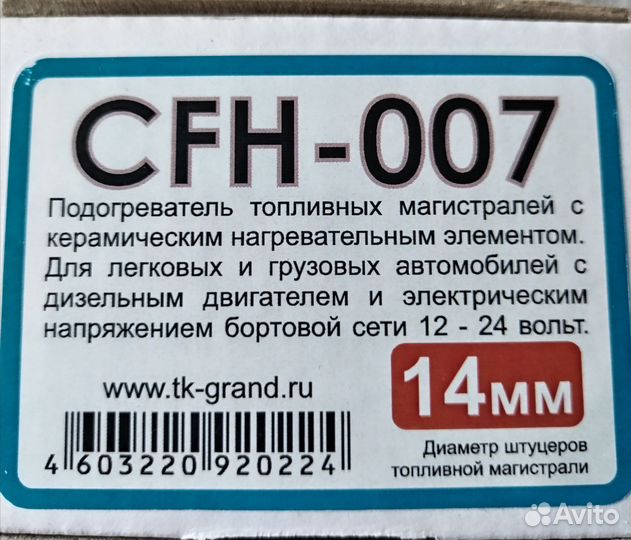 CFH-007
Подогреватель топливных магистралей с
керамическим нагревательным элементом.
Для легковых и грузовых автомобилей с
дизельным двигателем и электрическим
напряжением бортовой сети 12 - 24 вольт.
www.tk-grand.ru
14мм
4 603220 920224
Диаметр штуцеров
топливной магистрали
Avito